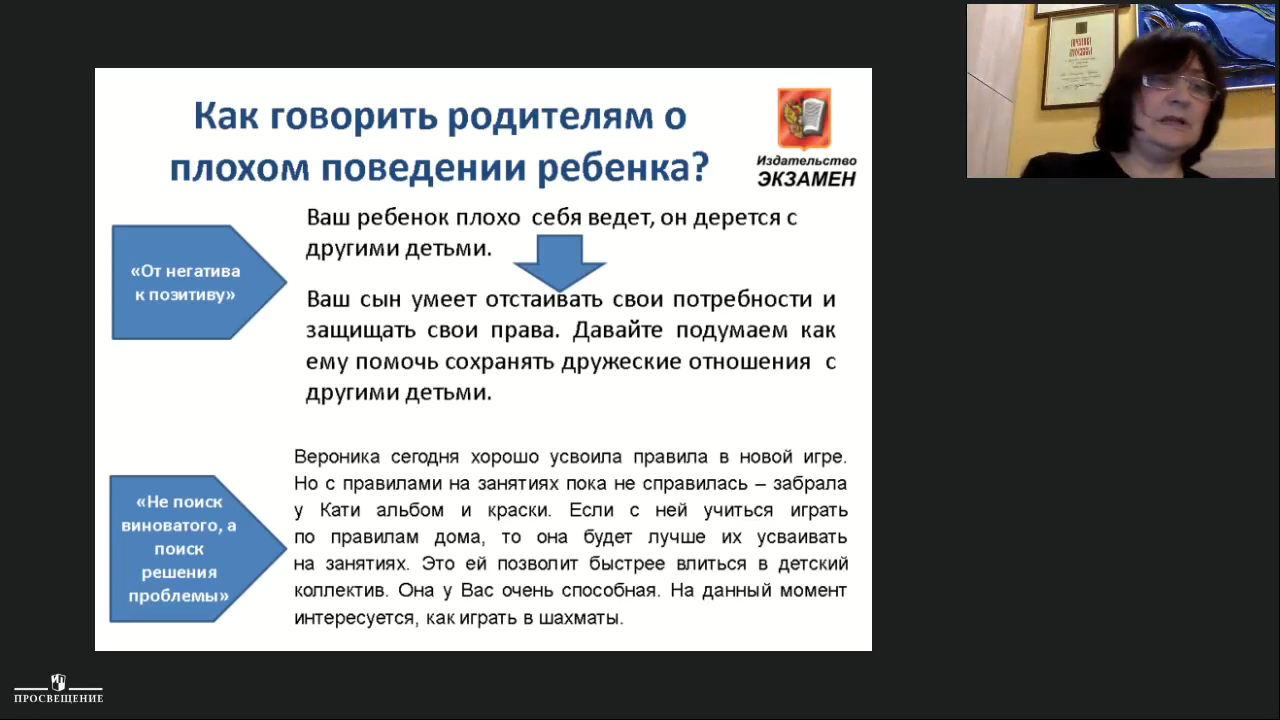 Как говорить родителям о
плохом поведении ребенка?
Издательство
ЭКЗАМЕН
«От негатива
к позитиву»
Ваш ребенок плохо себя ведет, он дерется с
другими детьми.
Ваш сын умеет отстаивать свои потребности и
защищать свои права. Давайте подумаем как
ему помочь сохранять дружеские отношения с
другими детьми.
«Не поиск
виноватого, а
поиск
решения
проблемы»
Вероника сегодня хорошо усвоила правила в новой игре.
Но с правилами на занятиях пока не справилась – забрала
у Кати альбом и краски. Если с ней учиться играть
по правилам дома, то она будет лучше их усваивать
на занятиях. Это ей позволит быстрее влиться в детский
коллектив. Она у Вас очень способная. На данный момент
интересуется, как играть в шахматы.
ПРОСВЕЩЕНИЕ